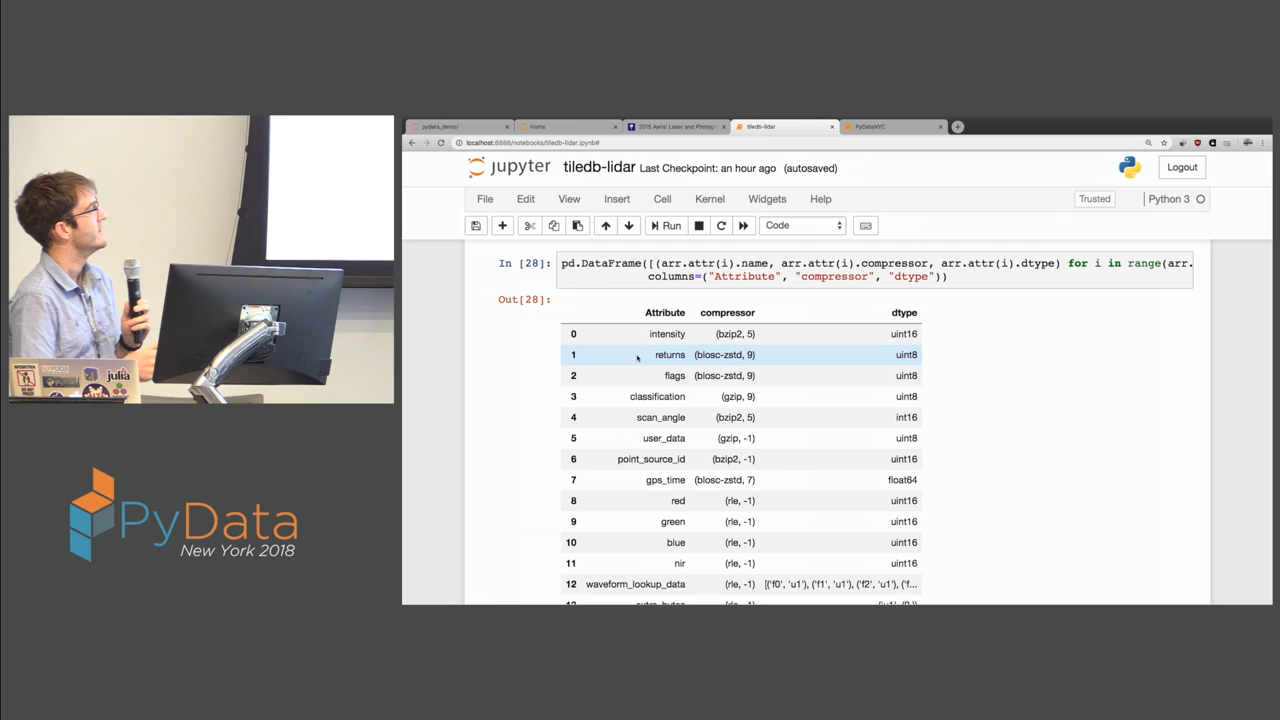 pydata_demo/
Home
2015 Aerial Laser and Photog
tiledb-lidar
PyDataNYC
localhost:8888/notebooks/tiledb-lidar.ipynb#
jupyter tiledb-lidar Last Checkpoint: an hour ago (autosaved)
Logout
File Edit View Insert Cell Kernel Widgets Help
Trusted
Python 3
Run
Code
In [28]: pd.DataFrame([(arr.attr(i).name, arr.attr(i).compressor, arr.attr(i).dtype) for i in range(arr.
columns=("Attribute", "compressor", "dtype"))
Out[28]:
Attribute compressor dtype
0 intensity (bzip2, 5) uint16
1 returns (blosc-zstd, 9) uint8
2 flags (blosc-zstd, 9) uint8
3 classification (gzip, 9) uint8
4 scan_angle (bzip2, 5) int16
5 user_data (gzip, -1) uint8
6 point_source_id (bzip2, -1) uint16
7 gps_time (blosc-zstd, 7) float64
8 red (rle, -1) uint16
9 green (rle, -1) uint16
10 blue (rle, -1) uint16
11 nir (rle, -1) uint16
12 waveform_lookup_data (rle, -1) [('f0', 'u1'), ('f1', 'u1'), ('f2', 'u1'), ('f...
julia
PyData
New York 2018